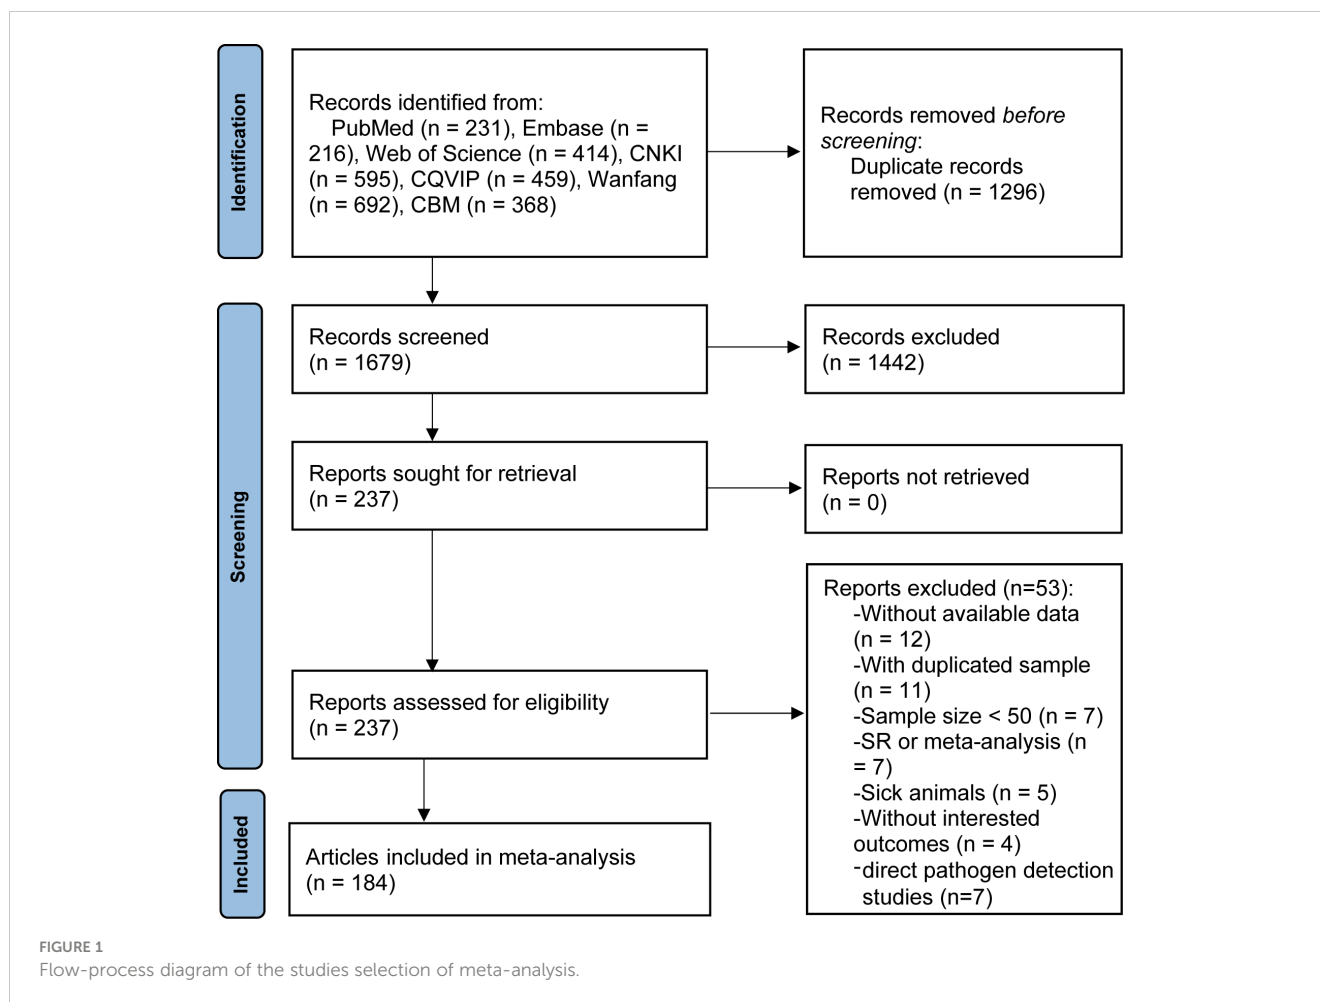 Identification
Records identified from:
PubMed (n = 231), Embase (n =
216), Web of Science (n = 414), CNKI
(n = 595), CQVIP (n = 459), Wanfang
(n = 692), CBM (n = 368)
Records removed before
screening:
Duplicate records
removed (n = 1296)
Screening
Records screened
(n = 1679)
Records excluded
(n = 1442)
Reports sought for retrieval
(n = 237)
Reports not retrieved
(n = 0)
Reports assessed for eligibility
(n = 237)
Reports excluded (n=53):
-Without available data
(n = 12)
-With duplicated sample
(n = 11)
-Sample size < 50 (n = 7)
-SR or meta-analysis (n
= 7)
-Sick animals (n = 5)
-Without interested
outcomes (n = 4)
-direct pathogen detection
studies (n=7)
Included
Articles included in meta-analysis
(n = 184)
FIGURE 1
Flow-process diagram of the studies selection of meta-analysis.